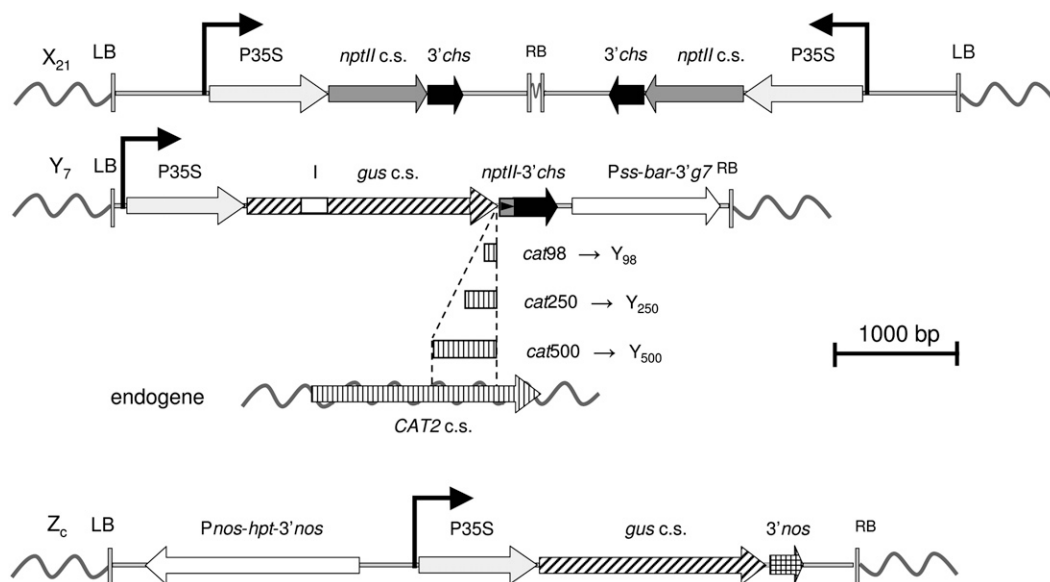 X21 LB P35S nptII c.s. 3'chs RB 3'chs nptII c.s. P35S LB
Y7 LB P35S I gus c.s. nptII-3'chs Pss-bar-3'g7 RB
cat98 → Y98
cat250 → Y250
cat500 → Y500
1000 bp
endogene
CAT2 c.s.
Zc LB Pnos-hpt-3'nos P35S gus c.s. 3'nos RB